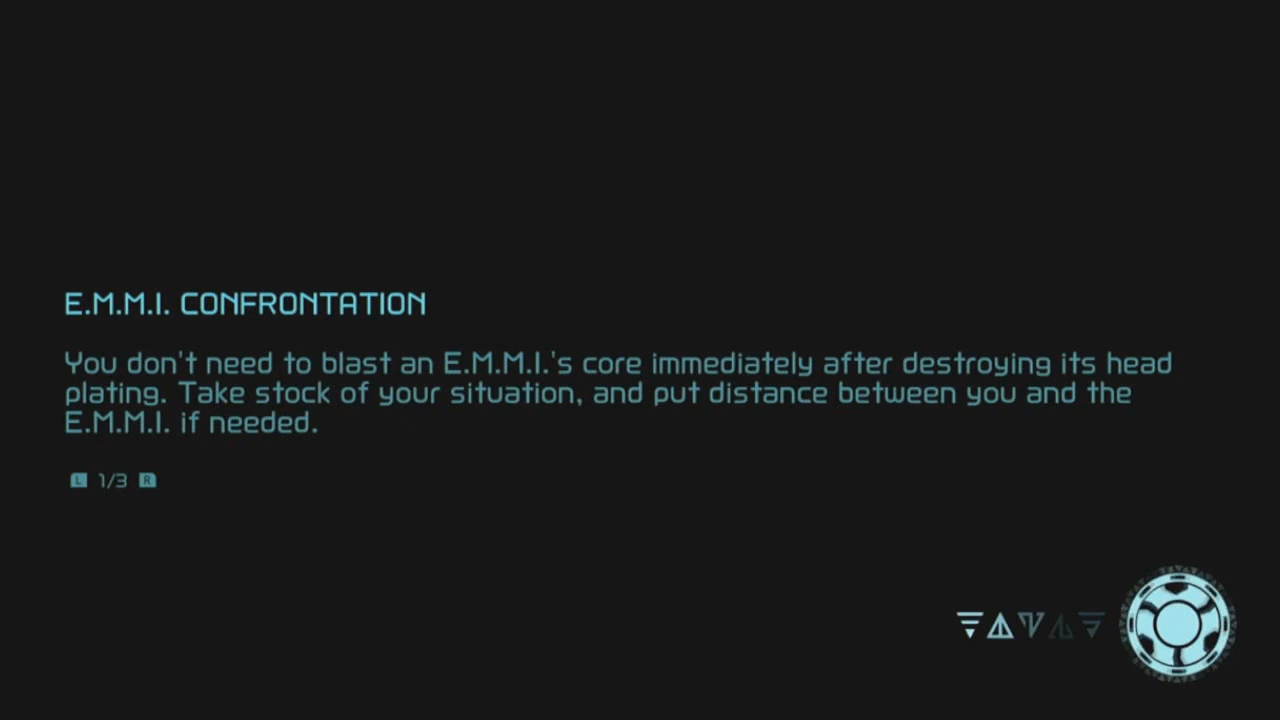 E.M.M.I. CONFRONTATION
You don't need to blast an E.M.M.I.'s core immediately after destroying its head
plating. Take stock of your situation, and put distance between you and the
E.M.M.I. if needed.
L 1/3 R